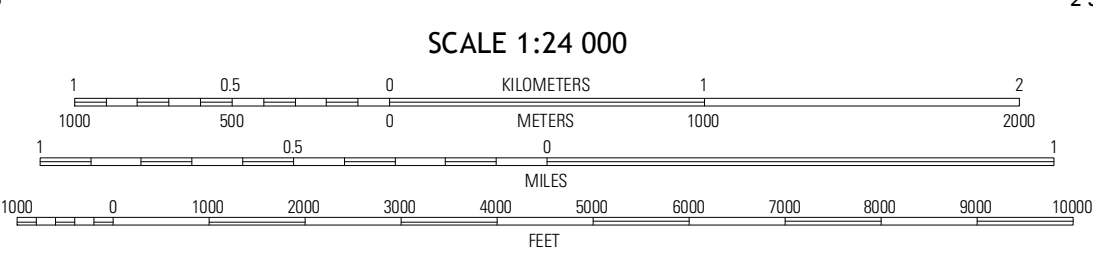 SCALE 1:24 000
1 0.5 0 KILOMETERS 1 2
1000 500 0 METERS 1000 2000
1 0.5 0 1
MILES
1000 0 1000 2000 3000 4000 5000 6000 7000 8000 9000 10000
FEET